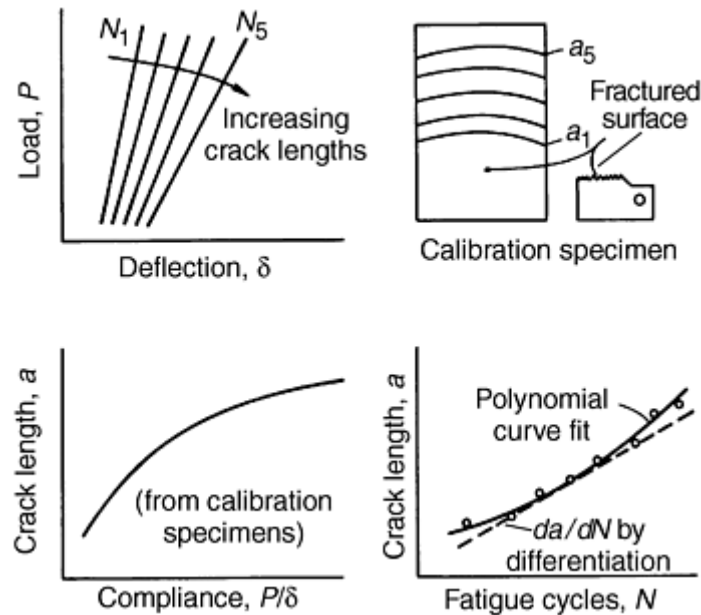 N1
N5
Load, P
Increasing
crack lengths
Deflection, δ
a5
a1
Fractured
surface
Calibration specimen
Crack length, a
(from calibration
specimens)
Compliance, P/δ
Crack length, a
Polynomial
curve fit
da/dN by
differentiation
Fatigue cycles, N